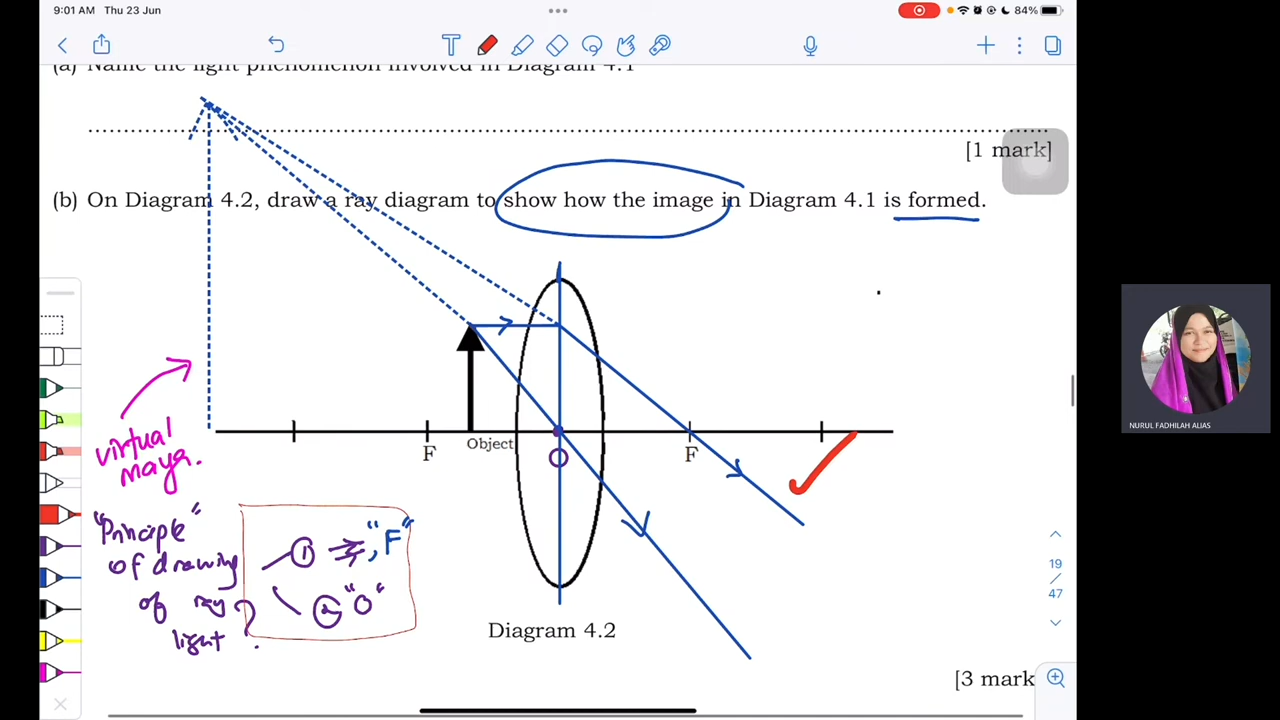 9:01 AM Thu 23 Jun
84%
(a) Name the light phenomenon involved in Diagram 4.1
[1 mark]
(b) On Diagram 4.2, draw a ray diagram to show how the image in Diagram 4.1 is formed.
virtual
maya.
F
Object
O
F
"Principle"
of drawing
of ray
light ?
① "F"
② "O"
Diagram 4.2
[3 mark
19
/
47
NURUL FADHILAH ALIAS